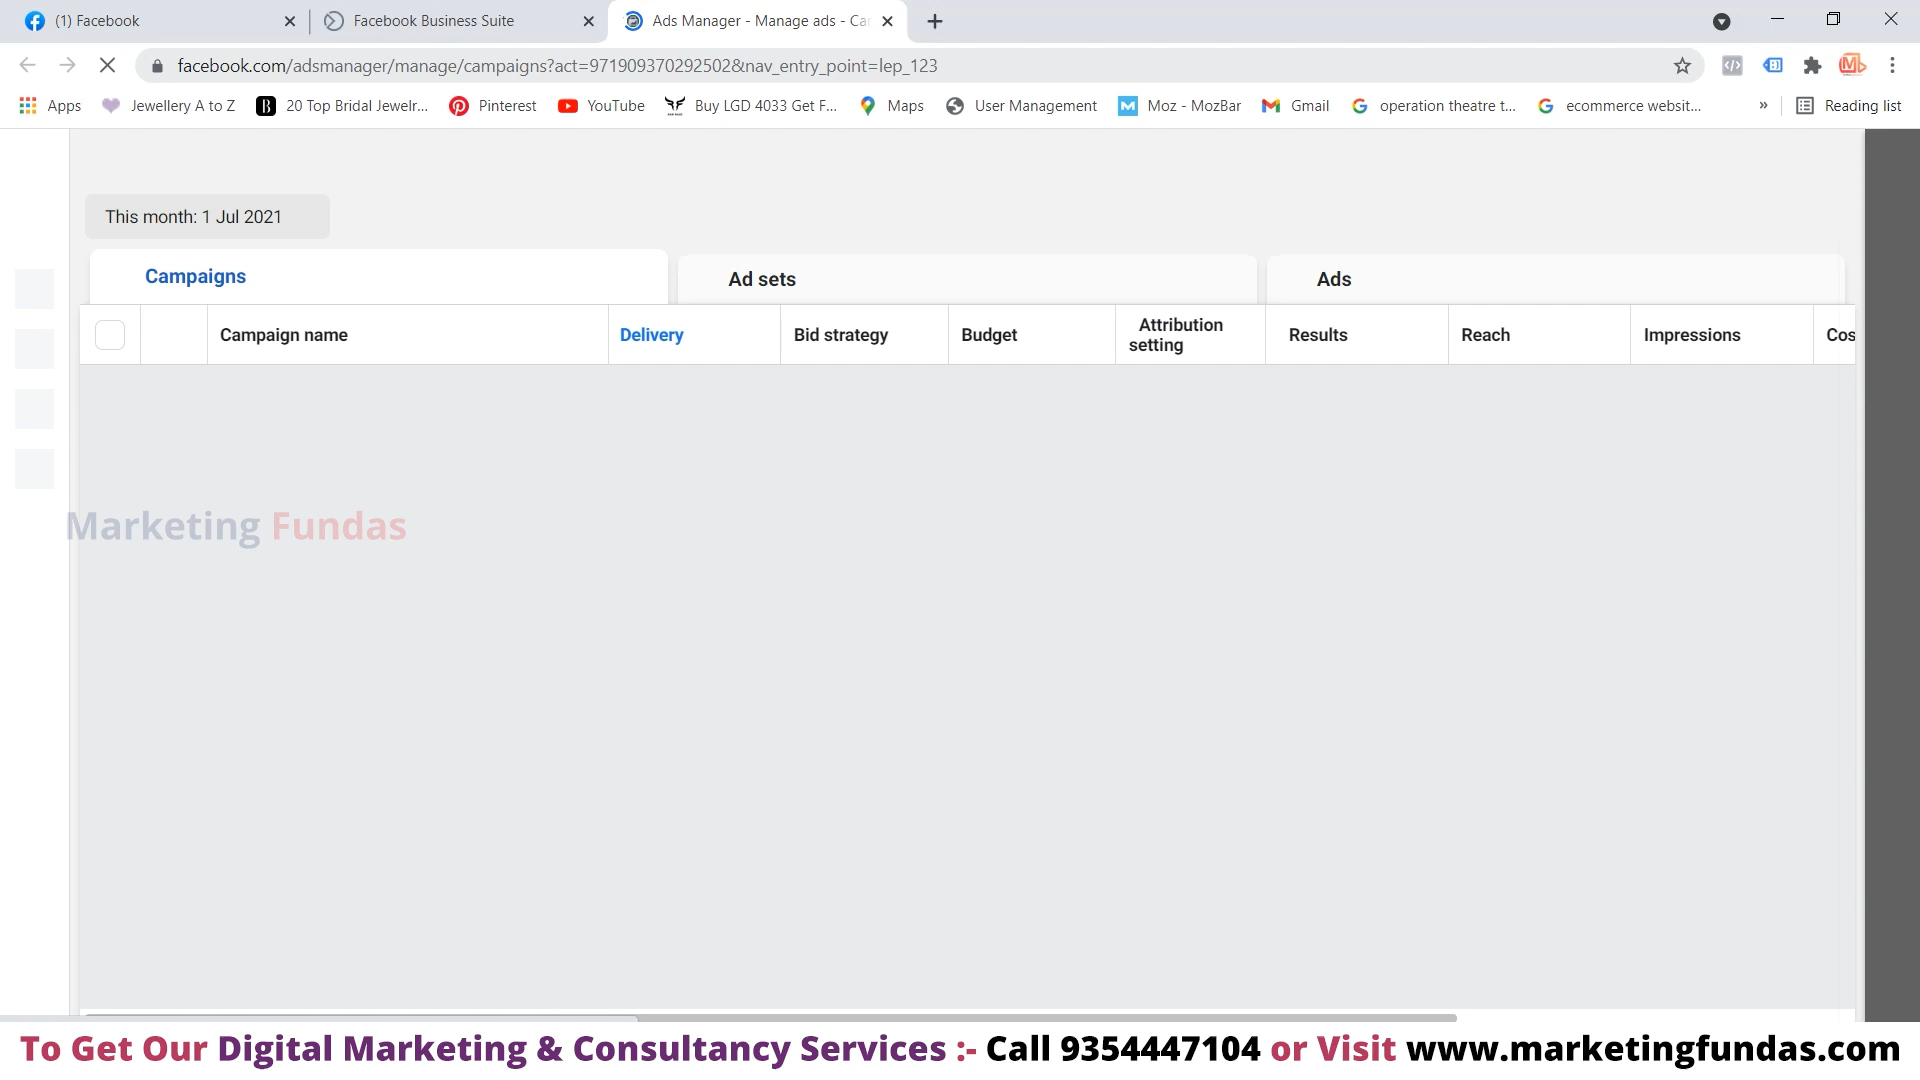 (1) Facebook
Facebook Business Suite
Ads Manager - Manage ads - Ca
facebook.com/adsmanager/manage/campaigns?act=971909370292502&nav_entry_point=lep_123
Apps
Jewellery A to Z
20 Top Bridal Jewelr...
Pinterest
YouTube
Buy LGD 4033 Get F...
Maps
User Management
Moz - MozBar
Gmail
operation theatre t...
ecommerce websit...
»
Reading list
This month: 1 Jul 2021
Campaigns
Ad sets
Ads
Campaign name
Delivery
Bid strategy
Budget
Attribution
setting
Results
Reach
Impressions
Cos
Marketing Fundas
To Get Our Digital Marketing & Consultancy Services :- Call 9354447104 or Visit www.marketingfundas.com